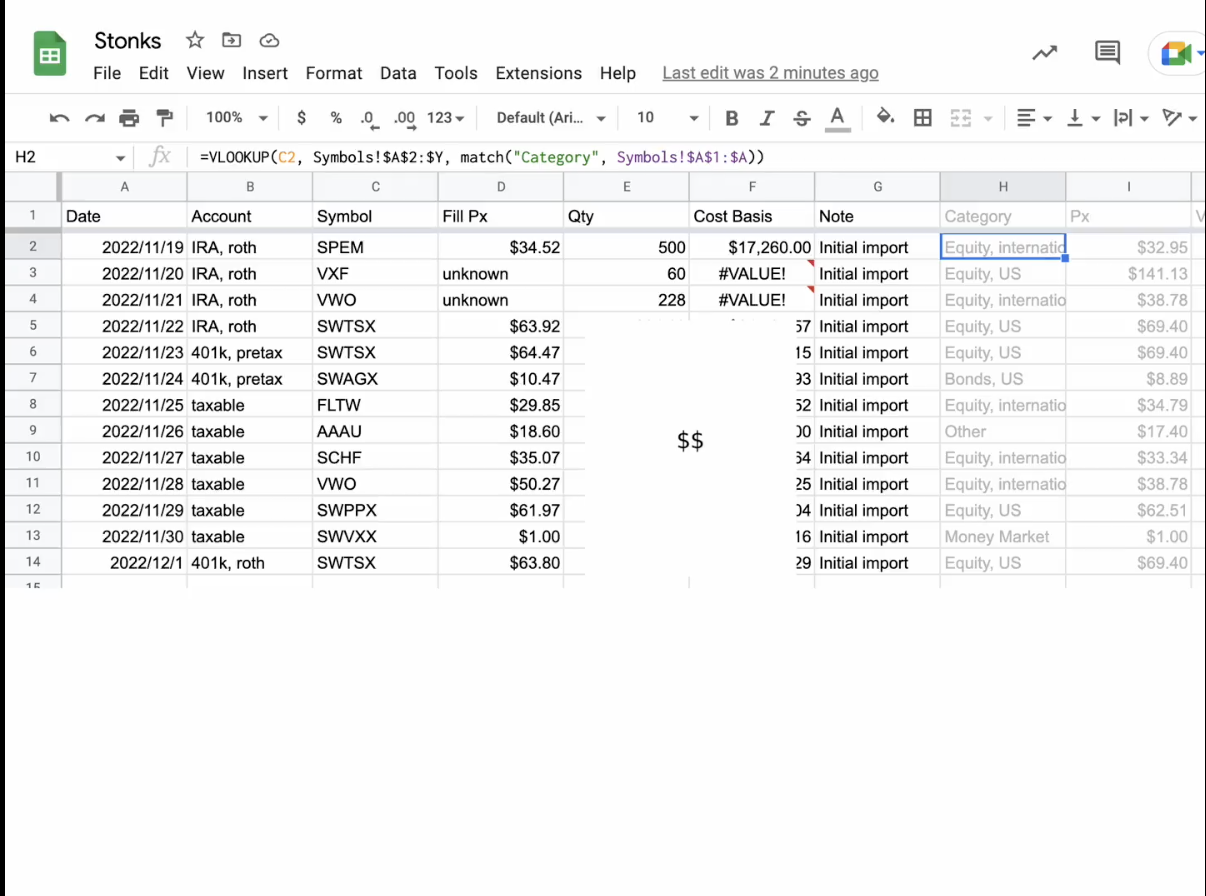 Stonks
File Edit View Insert Format Data Tools Extensions Help Last edit was 2 minutes ago
100% $ % .0 .00 123 Default (Ari... 10 B I S A
H2 fx =VLOOKUP(C2, Symbols!$A$2:$Y, match("Category", Symbols!$A$1:$A))
A B C D E F G H I
1 Date Account Symbol Fill Px Qty Cost Basis Note Category Px V
2 2022/11/19 IRA, roth SPEM $34.52 500 $17,260.00 Initial import Equity, internatio $32.95
3 2022/11/20 IRA, roth VXF unknown 60 #VALUE! Initial import Equity, US $141.13
4 2022/11/21 IRA, roth VWO unknown 228 #VALUE! Initial import Equity, internatio $38.78
5 2022/11/22 IRA, roth SWTSX $63.92 57 Initial import Equity, US $69.40
6 2022/11/23 401k, pretax SWTSX $64.47 15 Initial import Equity, US $69.40
7 2022/11/24 401k, pretax SWAGX $10.47 93 Initial import Bonds, US $8.89
8 2022/11/25 taxable FLTW $29.85 52 Initial import Equity, internatio $34.79
9 2022/11/26 taxable AAAU $18.60 $$ 00 Initial import Other $17.40
10 2022/11/27 taxable SCHF $35.07 64 Initial import Equity, internatio $33.34
11 2022/11/28 taxable VWO $50.27 25 Initial import Equity, internatio $38.78
12 2022/11/29 taxable SWPPX $61.97 04 Initial import Equity, US $62.51
13 2022/11/30 taxable SWVXX $1.00 16 Initial import Money Market $1.00
14 2022/12/1 401k, roth SWTSX $63.80 29 Initial import Equity, US $69.40